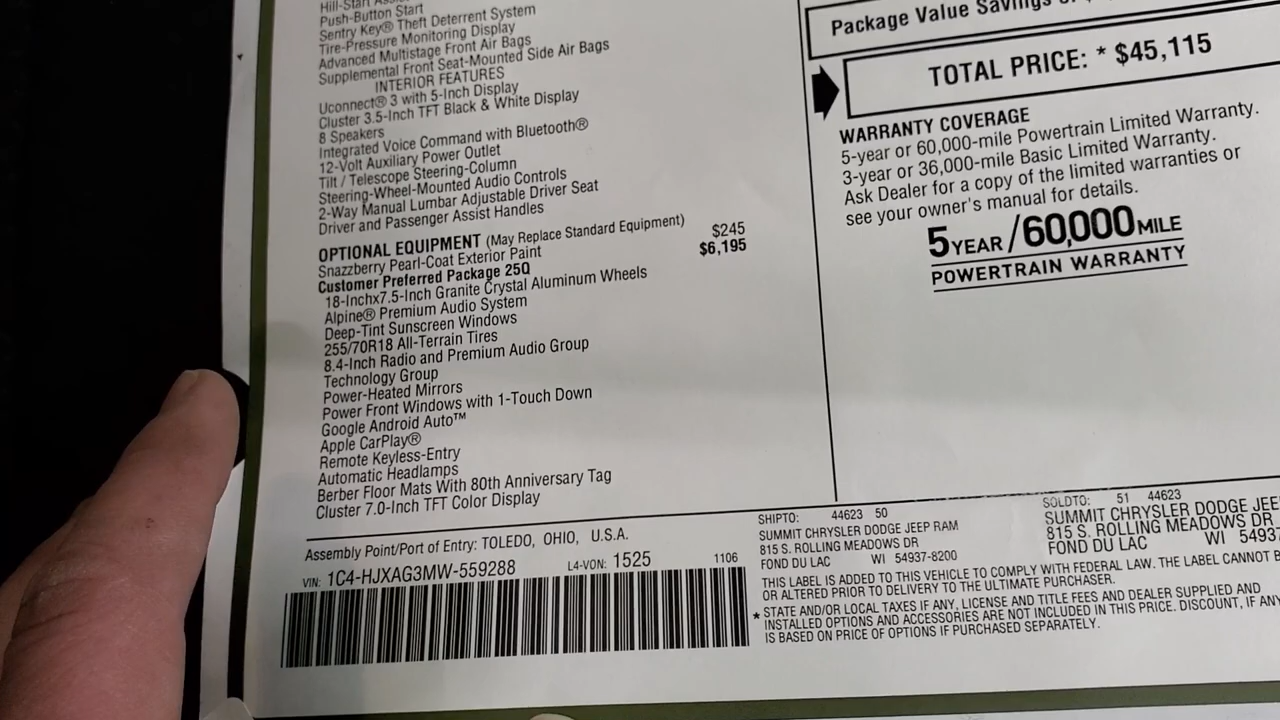 Hill-Start
Push-Button Start
Sentry Key® Theft Deterrent System
Tire-Pressure Monitoring Display
Advanced Multistage Front Air Bags
Supplemental Front Seat-Mounted Side Air Bags
INTERIOR FEATURES
Uconnect® 3 with 5-Inch Display
Cluster 3.5-Inch TFT Black & White Display
8 Speakers
Integrated Voice Command with Bluetooth®
12-Volt Auxiliary Power Outlet
Tilt / Telescope Steering-Column
Steering-Wheel-Mounted Audio Controls
2-Way Manual Lumbar Adjustable Driver Seat
Driver and Passenger Assist Handles
OPTIONAL EQUIPMENT (May Replace Standard Equipment)
Snazzberry Pearl-Coat Exterior Paint $245
Customer Preferred Package 25Q $6,195
18-Inchx7.5-Inch Granite Crystal Aluminum Wheels
Alpine® Premium Audio System
Deep-Tint Sunscreen Windows
255/70R18 All-Terrain Tires
8.4-Inch Radio and Premium Audio Group
Technology Group
Power-Heated Mirrors
Power Front Windows with 1-Touch Down
Google Android Auto™
Apple CarPlay®
Remote Keyless-Entry
Automatic Headlamps
Berber Floor Mats With 80th Anniversary Tag
Cluster 7.0-Inch TFT Color Display
Package Value Savings
TOTAL PRICE: * $45,115
WARRANTY COVERAGE
5-year or 60,000-mile Powertrain Limited Warranty.
3-year or 36,000-mile Basic Limited Warranty.
Ask Dealer for a copy of the limited warranties or
see your owner's manual for details.
5 YEAR / 60,000 MILE
POWERTRAIN WARRANTY
Assembly Point/Port of Entry: TOLEDO, OHIO, U.S.A.
VIN: 1C4-HJXAG3MW-559288 L4-VON: 1525 1106
SHIPTO: 44623 50
SUMMIT CHRYSLER DODGE JEEP RAM
815 S. ROLLING MEADOWS DR
FOND DU LAC WI 54937-8200
SOLDTO: 51 44623
SUMMIT CHRYSLER DODGE JEE
815 S. ROLLING MEADOWS DR
FOND DU LAC WI 54937
THIS LABEL IS ADDED TO THIS VEHICLE TO COMPLY WITH FEDERAL LAW. THE LABEL CANNOT B
OR ALTERED PRIOR TO DELIVERY TO THE ULTIMATE PURCHASER.
* STATE AND/OR LOCAL TAXES IF ANY, LICENSE AND TITLE FEES AND DEALER SUPPLIED AND
INSTALLED OPTIONS AND ACCESSORIES ARE NOT INCLUDED IN THIS PRICE. DISCOUNT, IF ANY
IS BASED ON PRICE OF OPTIONS IF PURCHASED SEPARATELY.